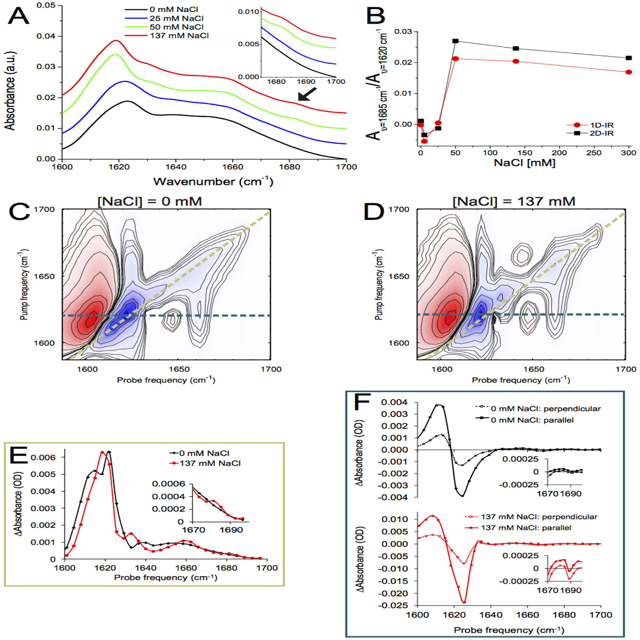 A
Absorbance (a.u.)
0.05
0.04
0.03
0.02
0.01
0.00
0 mM NaCl
25 mM NaCl
50 mM NaCl
137 mM NaCl
0.010
0.005
0.000
1680 1690 1700
1600 1620 1640 1660 1680 1700
Wavenumber (cm⁻¹)
B
Aυ=1685 cm⁻¹/Aυ=1620 cm⁻¹
0.03
0.02
0.01
0.00
1D-IR
2D-IR
0 50 100 150 200 250 300
NaCl [mM]
C
[NaCl] = 0 mM
Pump frequency (cm⁻¹)
1700
1650
1600
1600 1650 1700
Probe frequency (cm⁻¹)
D
[NaCl] = 137 mM
Pump frequency (cm⁻¹)
1700
1650
1600
1600 1650 1700
Probe frequency (cm⁻¹)
E
ΔAbsorbance (OD)
0.006
0.005
0.004
0.003
0.002
0.001
0
0 mM NaCl
137 mM NaCl
0.0006
0.0004
0.0002
0
1670 1690
1600 1620 1640 1660 1680 1700
Probe frequency (cm⁻¹)
F
ΔAbsorbance (OD)
0.004
0.003
0.002
0.001
0.000
-0.001
-0.002
-0.003
-0.004
0 mM NaCl: perpendicular
0 mM NaCl: parallel
0.00025
0
-0.00025
1670 1690
ΔAbsorbance (OD)
0.010
0.005
0.000
-0.005
-0.010
-0.015
-0.020
-0.025
137 mM NaCl: perpendicular
137 mM NaCl: parallel
0.00025
0
-0.00025
1670 1690
1600 1620 1640 1660 1680 1700
Probe frequency (cm⁻¹)